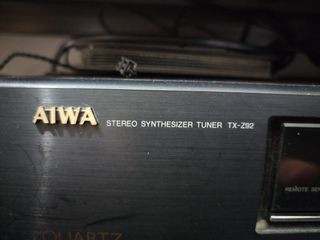 AIWA STEREO SYNTHESIZER TUNER TX-Z92
REMOTE SEN
QUARTZ